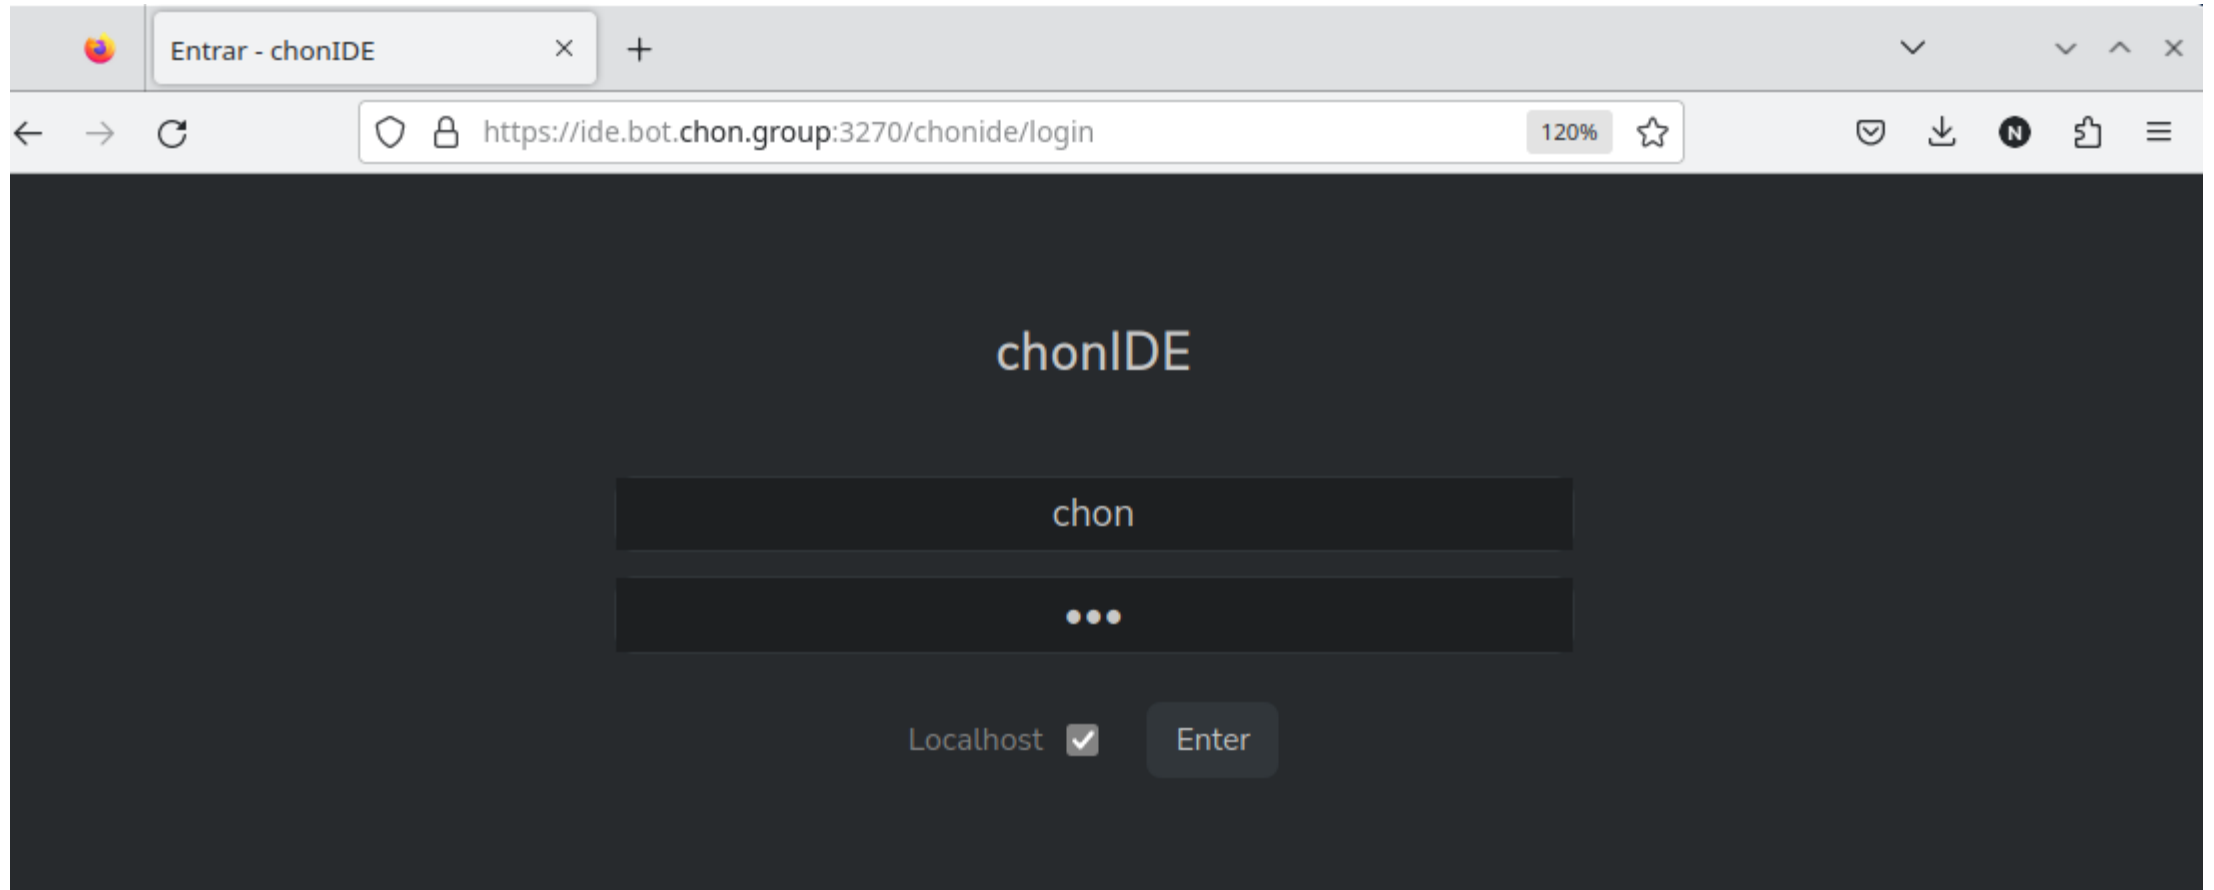 Entrar - chonIDE
https://ide.bot.chon.group:3270/chonide/login
120%
N
chonIDE
chon
•••
Localhost
Enter